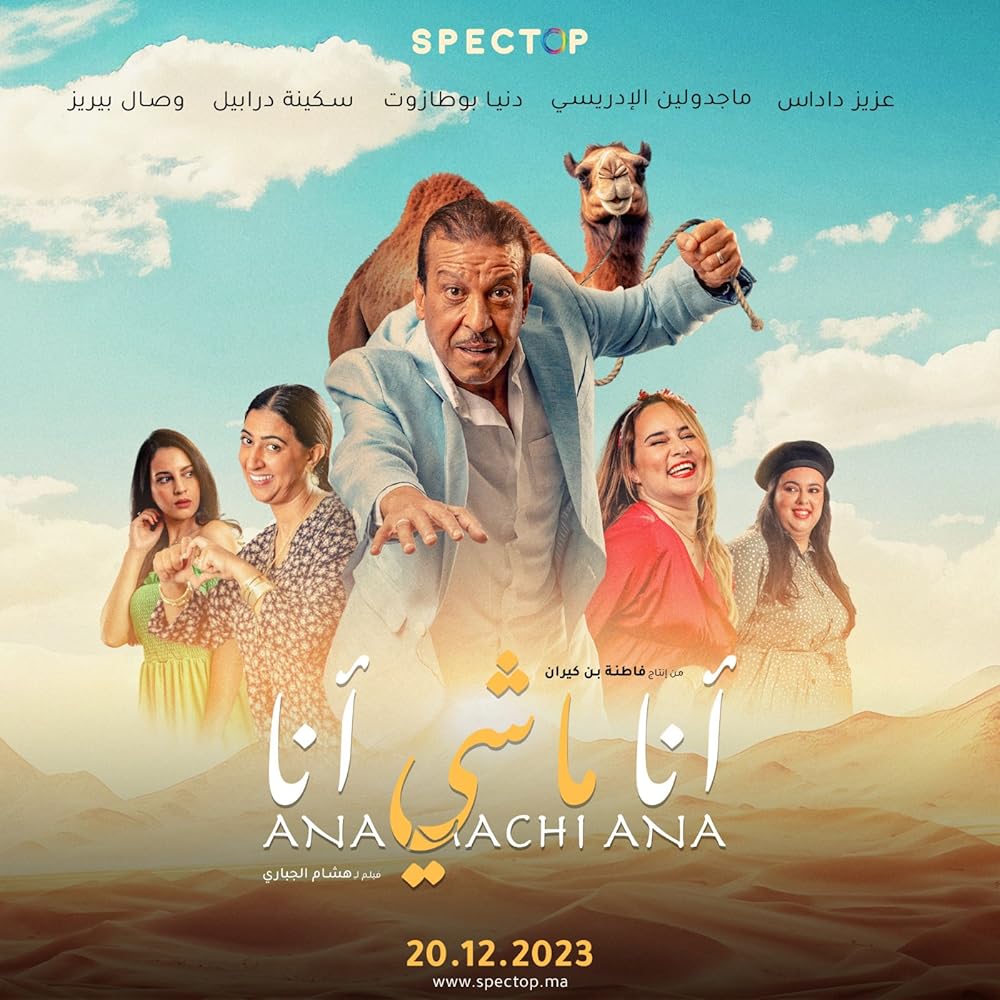 SPECTOP
عزيز داداس ماجدولين الإدريسي دنيا بوطازوت سكينة درابيل وصال بيريز
من إنتاج فاطنة بن كيران
أنا ماشي أنا
ANA MACHI ANA
فيلم لـ هشام الجباري
20.12.2023
www.spectop.ma